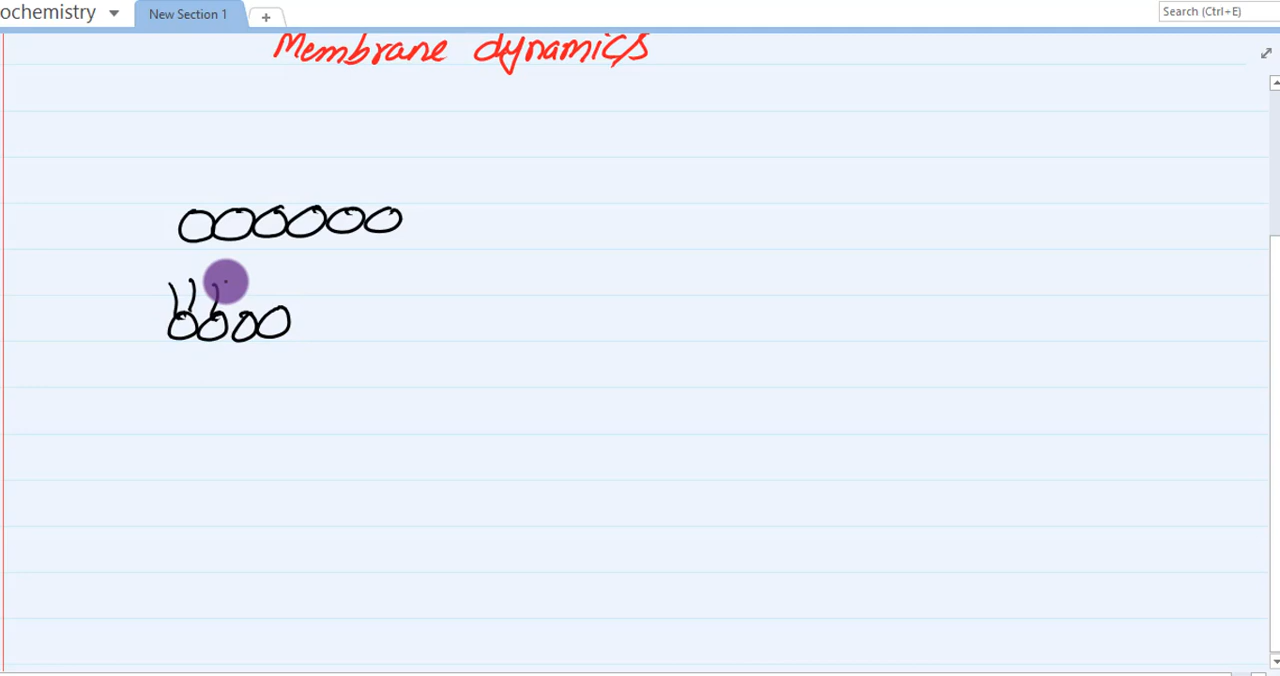 ochemistry
New Section 1
+
Search (Ctrl+E)
Membrane dynamics